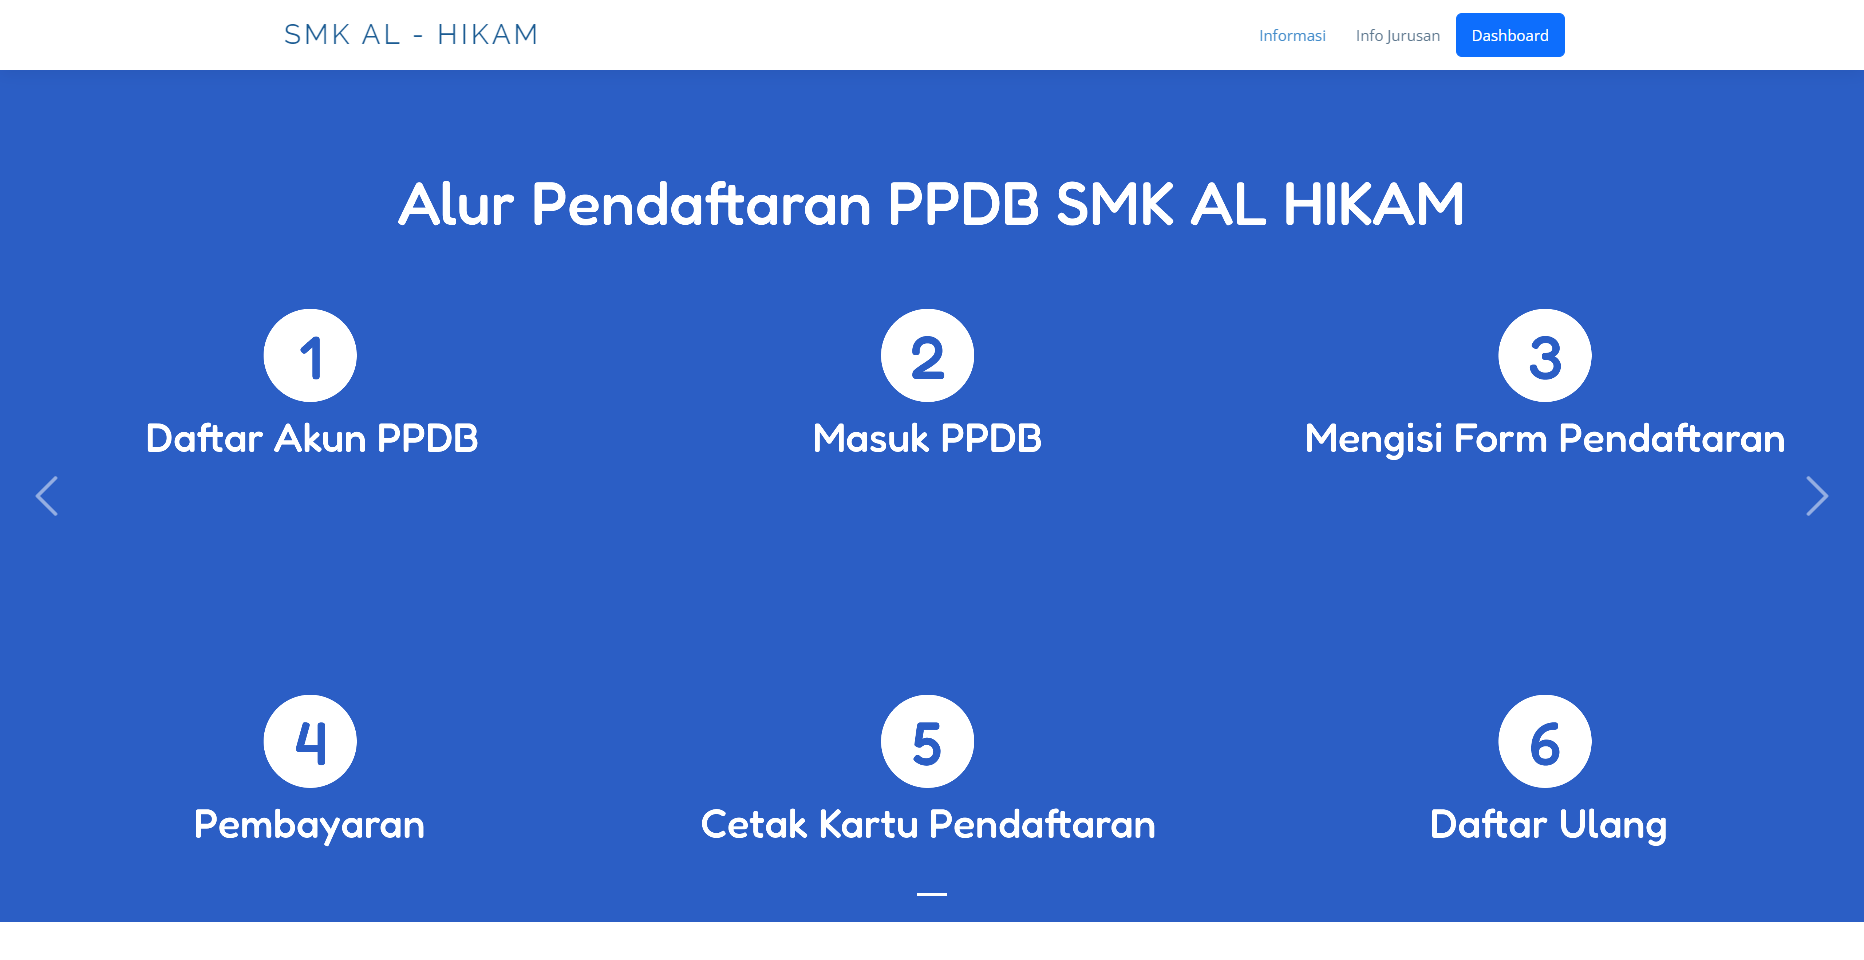 SMK AL - HIKAM
Informasi
Info Jurusan
Dashboard
Alur Pendaftaran PPDB SMK AL HIKAM
1
Daftar Akun PPDB
2
Masuk PPDB
3
Mengisi Form Pendaftaran
4
Pembayaran
5
Cetak Kartu Pendaftaran
6
Daftar Ulang